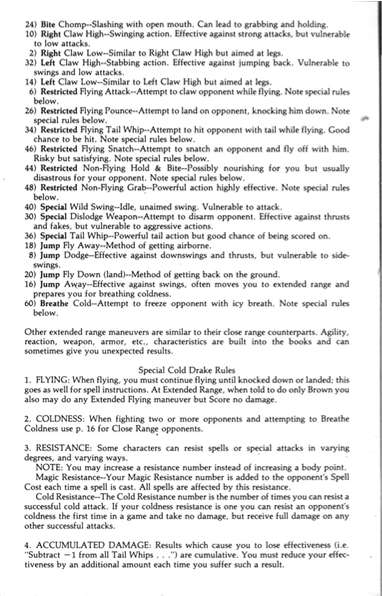 24) Bite Chomp--Slashing with open mouth. Can lead to grabbing and holding.
10) Right Claw High--Swinging action. Effective against strong attacks, but vulnerable
to low attacks.
2) Right Claw Low--Similar to Right Claw High but aimed at legs.
32) Left Claw High--Stabbing action. Effective against jumping back. Vulnerable to
swings and low attacks.
14) Left Claw Low--Similar to Left Claw High but aimed at legs.
6) Restricted Flying Attack--Attempt to claw opponent while flying. Note special rules
below.
26) Restricted Flying Pounce--Attempt to land on opponent, knocking him down. Note
special rules below.
34) Restricted Flying Tail Whip--Attempt to hit opponent with tail while flying. Good
chance to be hit. Note special rules below.
46) Restricted Flying Snatch--Attempt to snatch an opponent and fly off with him.
Risky but satisfying. Note special rules below.
44) Restricted Non-Flying Hold & Bite--Possibly nourishing for you but usually
disastrous for your opponent. Note special rules below.
48) Restricted Non-Flying Grab--Powerful action highly effective. Note special rules
below.
40) Special Wild Swing--Idle, unaimed swing. Vulnerable to attack.
30) Special Dislodge Weapon--Attempt to disarm opponent. Effective against thrusts
and fakes, but vulnerable to aggressive actions.
36) Special Tail Whip--Powerful tail action but good chance of being scored on.
18) Jump Fly Away--Method of getting airborne.
8) Jump Dodge--Effective against downswings and thrusts, but vulnerable to side-
swings.
20) Jump Fly Down (land)--Method of getting back on the ground.
16) Jump Away--Effective against swings, often moves you to extended range and
prepares you for breathing coldness.
60) Breathe Cold--Attempt to freeze opponent with icy breath. Note special rules
below.
Other extended range maneuvers are similar to their close range counterparts. Agility,
reaction, weapon, armor, etc., characteristics are built into the books and can
sometimes give you unexpected results.
Special Cold Drake Rules
1. FLYING: When flying, you must continue flying until knocked down or landed; this
goes as well for spell instructions. At Extended Range, when told to do only Brown you
also may do any Extended Flying maneuver but Score no damage.
2. COLDNESS: When fighting two or more opponents and attempting to Breathe
Coldness use p. 16 for Close Range opponents.
3. RESISTANCE: Some characters can resist spells or special attacks in varying
degrees, and varying ways.
NOTE: You may increase a resistance number instead of increasing a body point.
Magic Resistance--Your Magic Resistance number is added to the opponent's Spell
Cost each time a spell is cast. All spells are affected by this resistance.
Cold Resistance--The Cold Resistance number is the number of times you can resist a
successful cold attack. If your coldness resistance is one you can resist an opponent's
coldness the first time in a game and take no damage, but receive full damage on any
other successful attacks.
4. ACCUMULATED DAMAGE: Results which cause you to lose effectiveness (i.e.
"Subtract −1 from all Tail Whips . . .") are cumulative. You must reduce your effec-
tiveness by an additional amount each time you suffer such a result.